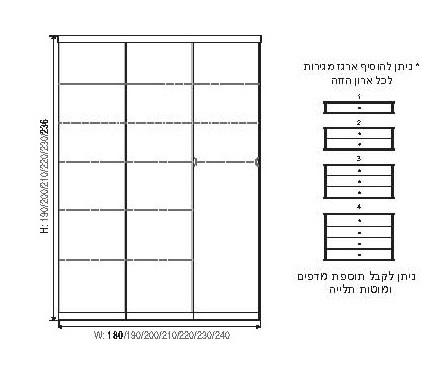 * ניתן להוסיף ארגז מגירות
לכל ארון הזזה
1
2
3
4
ניתן לקבל תוספת מדפים
ומוטות תלייה
H: 190/200/210/220/230/236
W: 180/190/200/210/220/230/240